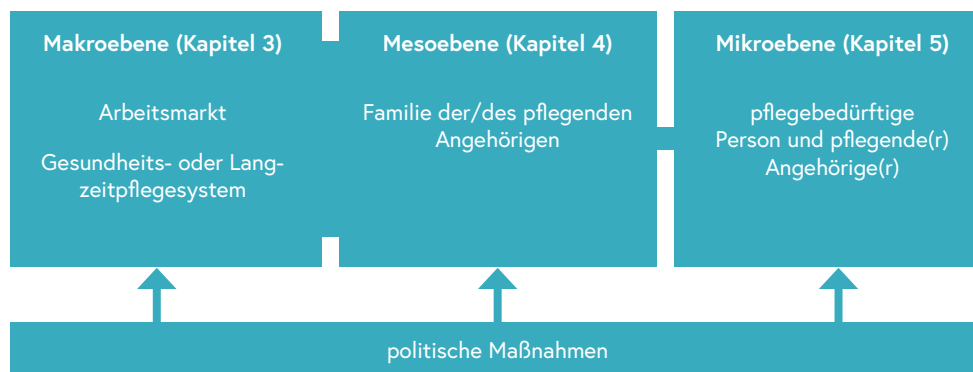 Makroebene (Kapitel 3)
Arbeitsmarkt
Gesundheits- oder Lang-
zeitpflegesystem
Mesoebene (Kapitel 4)
Familie der/des pflegenden
Angehörigen
Mikroebene (Kapitel 5)
pflegebedürftige
Person und pflegende(r)
Angehörige(r)
politische Maßnahmen